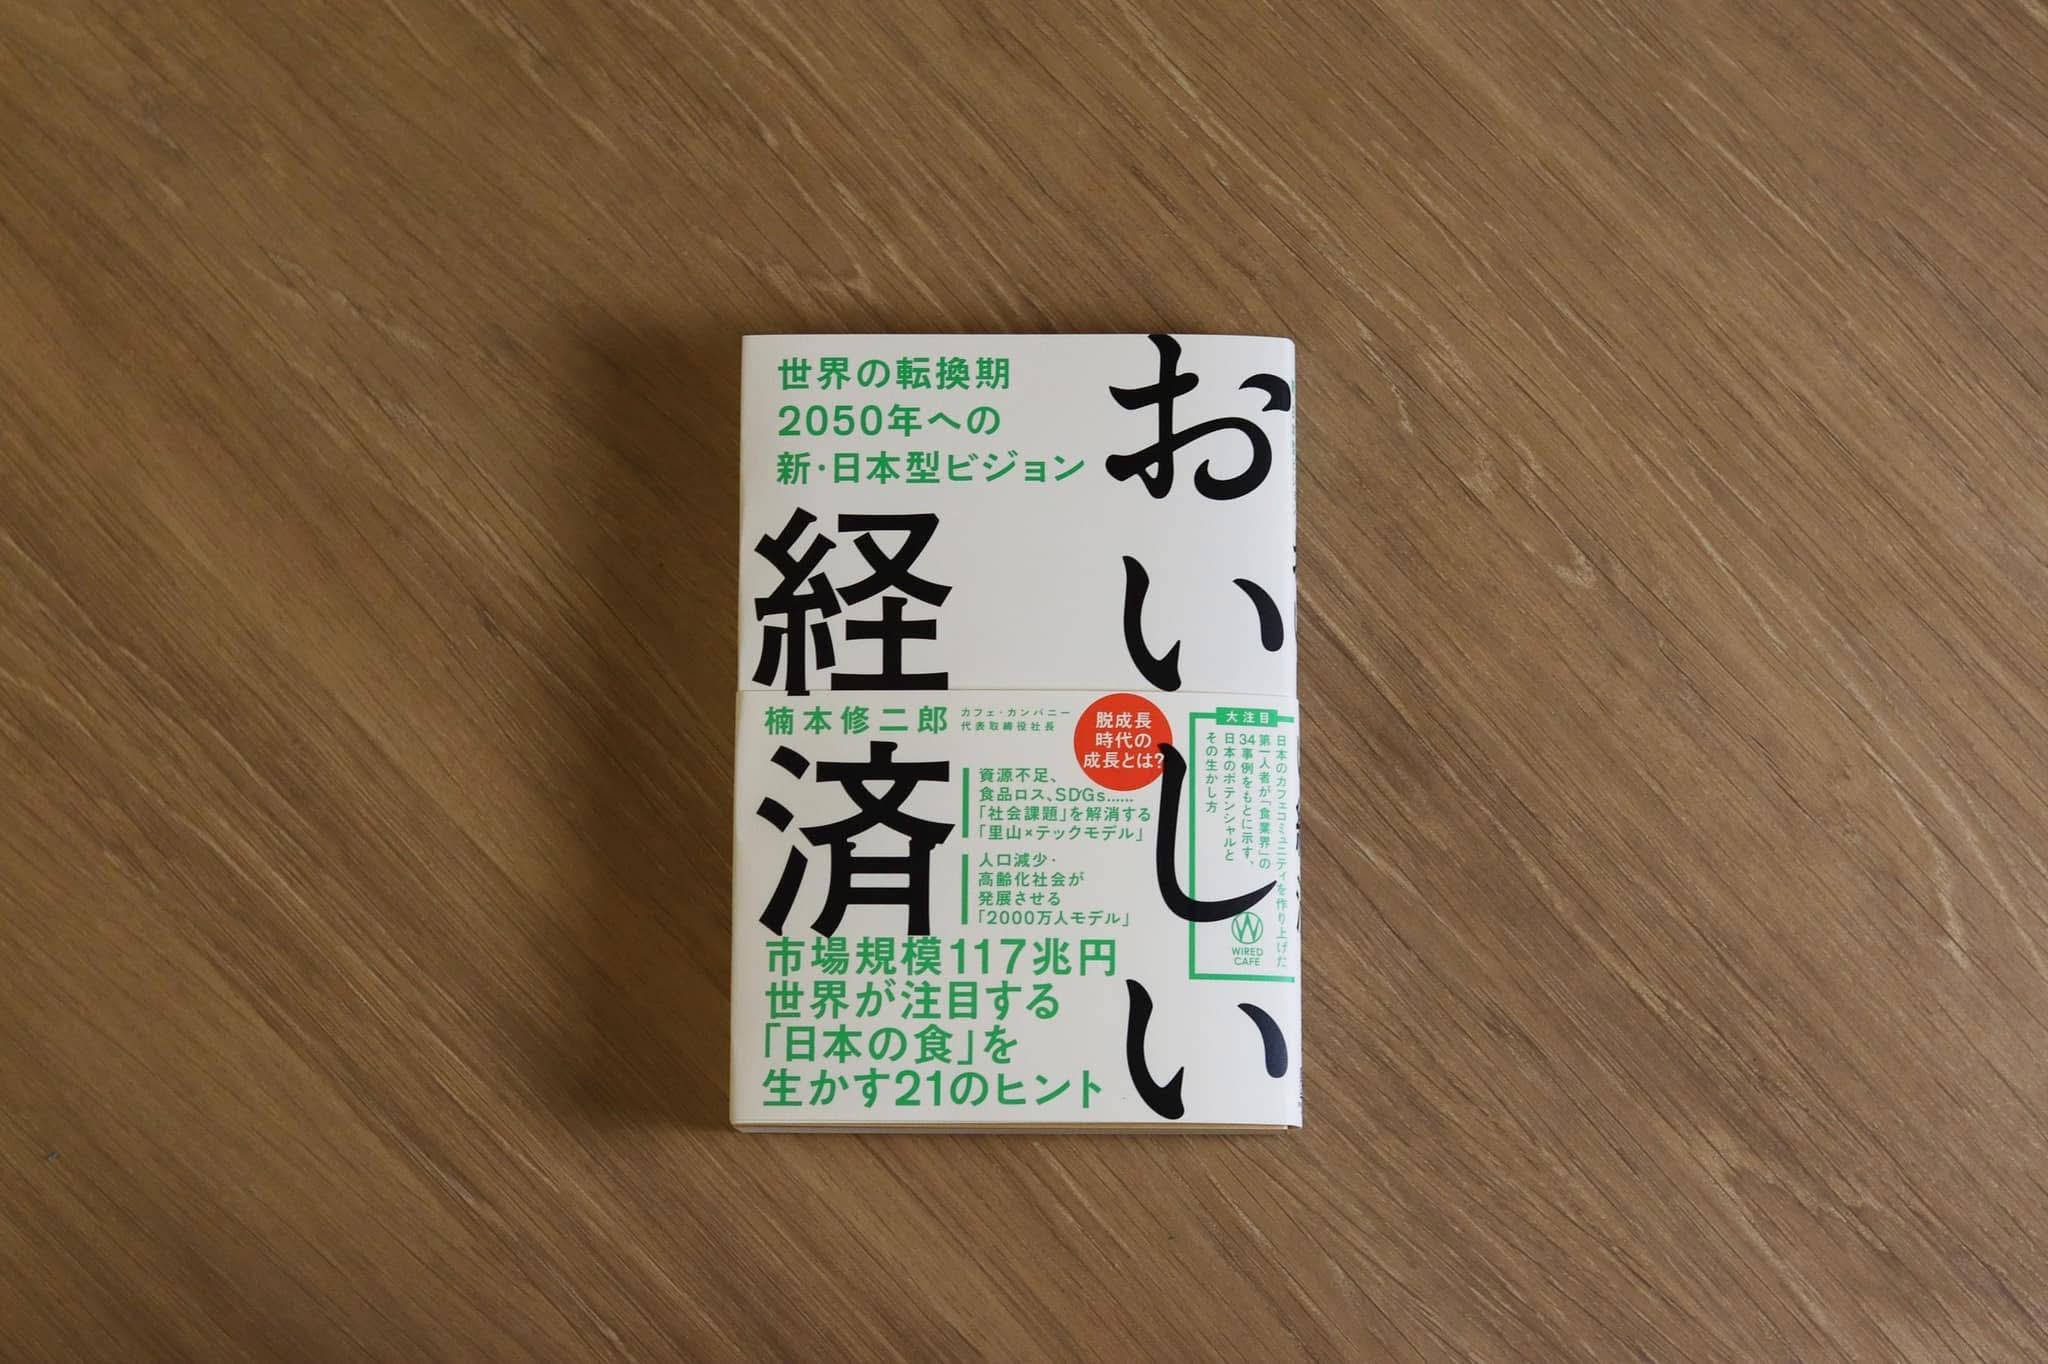 世界の転換期
2050年への
新・日本型ビジョン
おいしい
経済
楠本修二郎
カフェ・カンパニー
代表取締役社長
脱成長
時代の
成長とは?
大注目
日本のカフェコミュニティを作り上げた
第一人者が「食業界」の
34事例をもとに示す、
日本のポテンシャルと
その生かし方
WIRED
CAFE
資源不足、
食品ロス、SDGs……
「社会課題」を解消する
「里山×テックモデル」
人口減少・
高齢化社会が
発展させる
「2000万人モデル」
市場規模117兆円
世界が注目する
「日本の食」を
生かす21のヒント